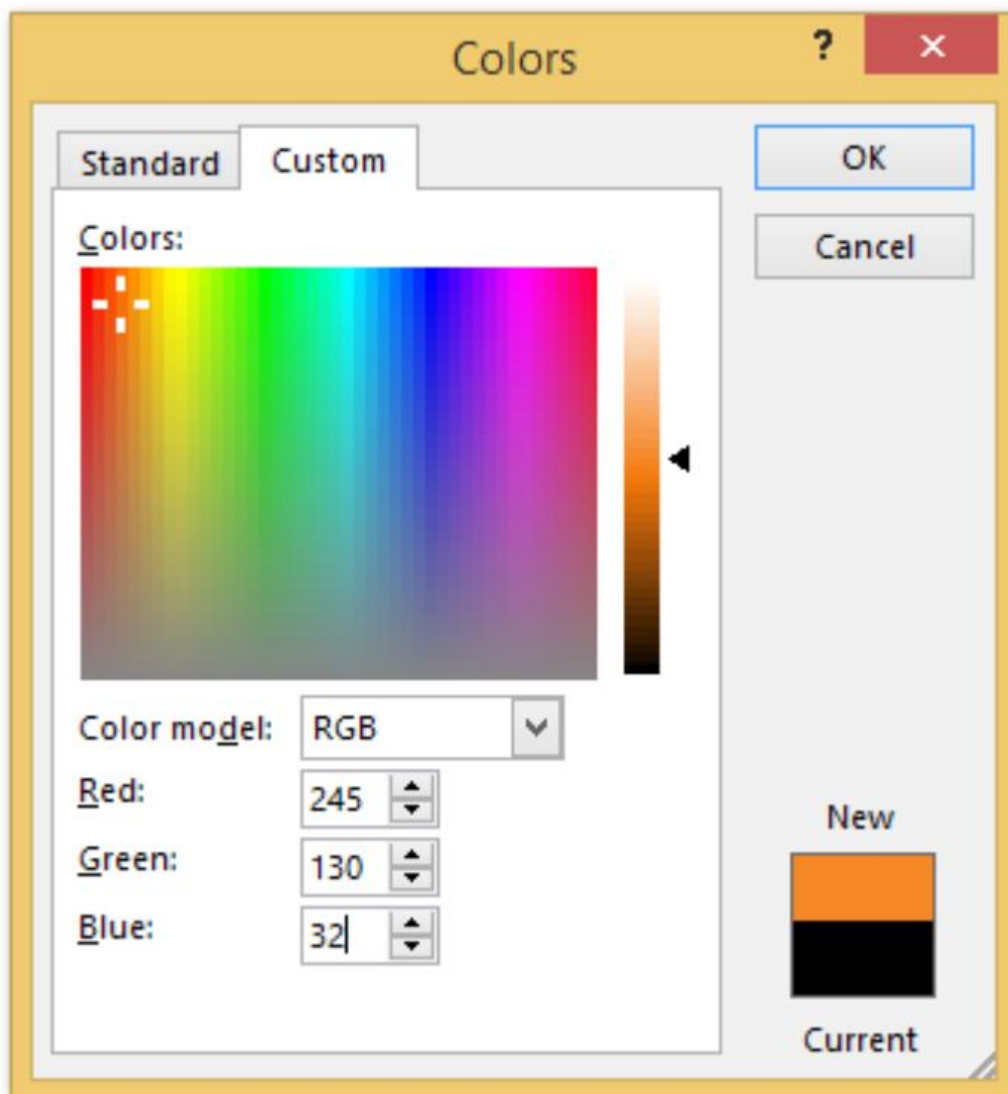 Colors ?
Standard Custom
OK
Cancel
Colors:
Color model: RGB
Red: 245
Green: 130
Blue: 32
New
Current